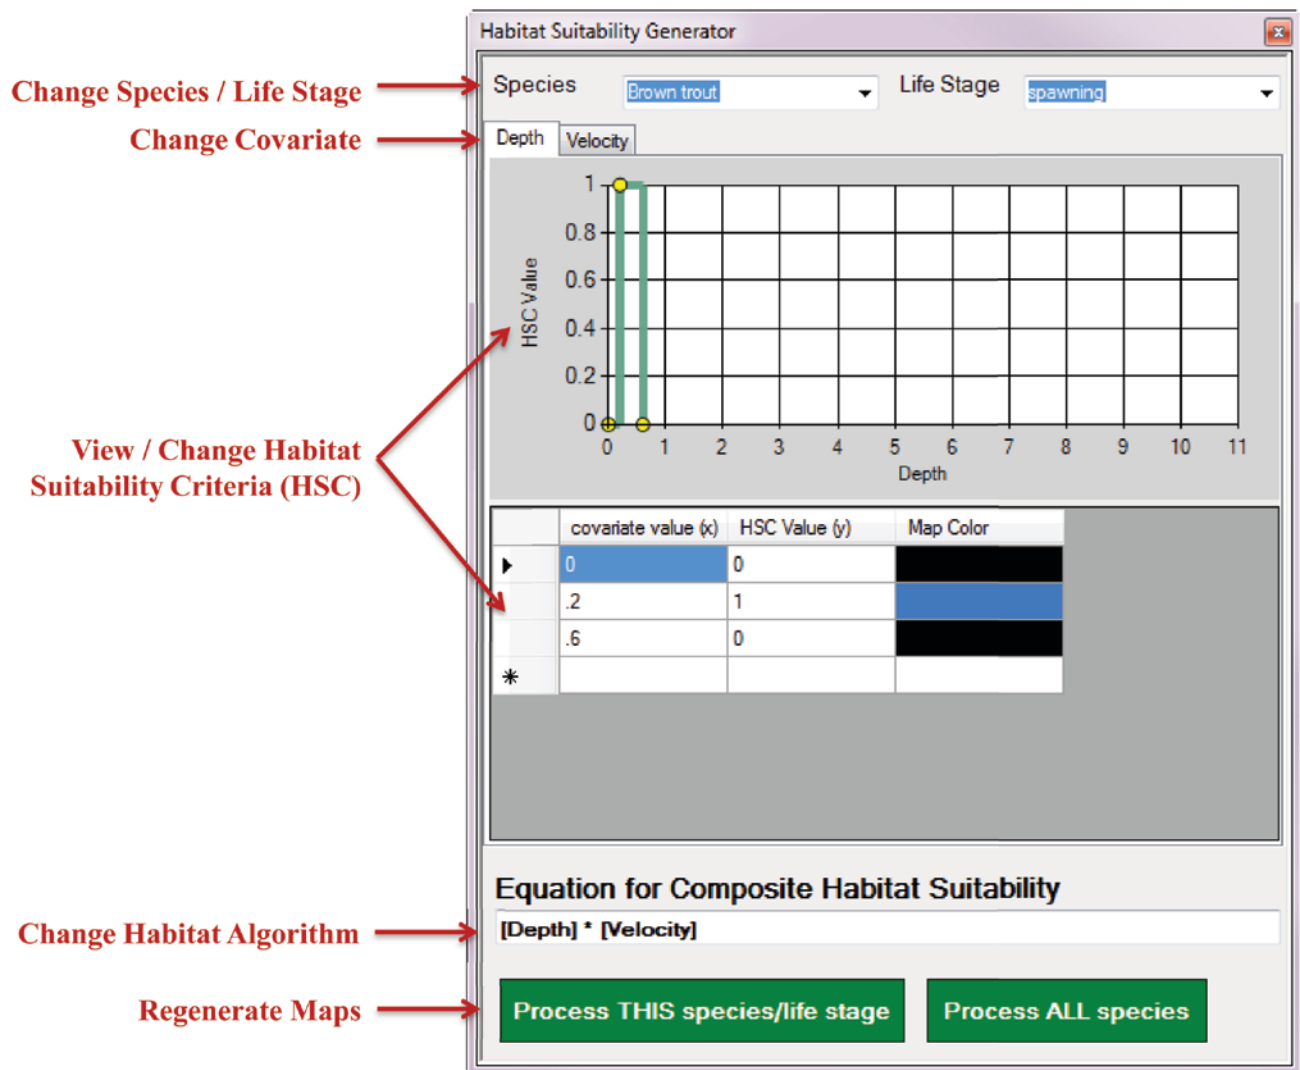 Habitat Suitability Generator
Change Species / Life Stage
Species Brown trout Life Stage spawning
Change Covariate
Depth Velocity
1
0.8
0.6
0.4
0.2
0
HSC Value
0 1 2 3 4 5 6 7 8 9 10 11
Depth
View / Change Habitat
Suitability Criteria (HSC)
covariate value (x) HSC Value (y) Map Color
0 0
.2 1
.6 0
Equation for Composite Habitat Suitability
Change Habitat Algorithm
[Depth] * [Velocity]
Regenerate Maps
Process THIS species/life stage Process ALL species